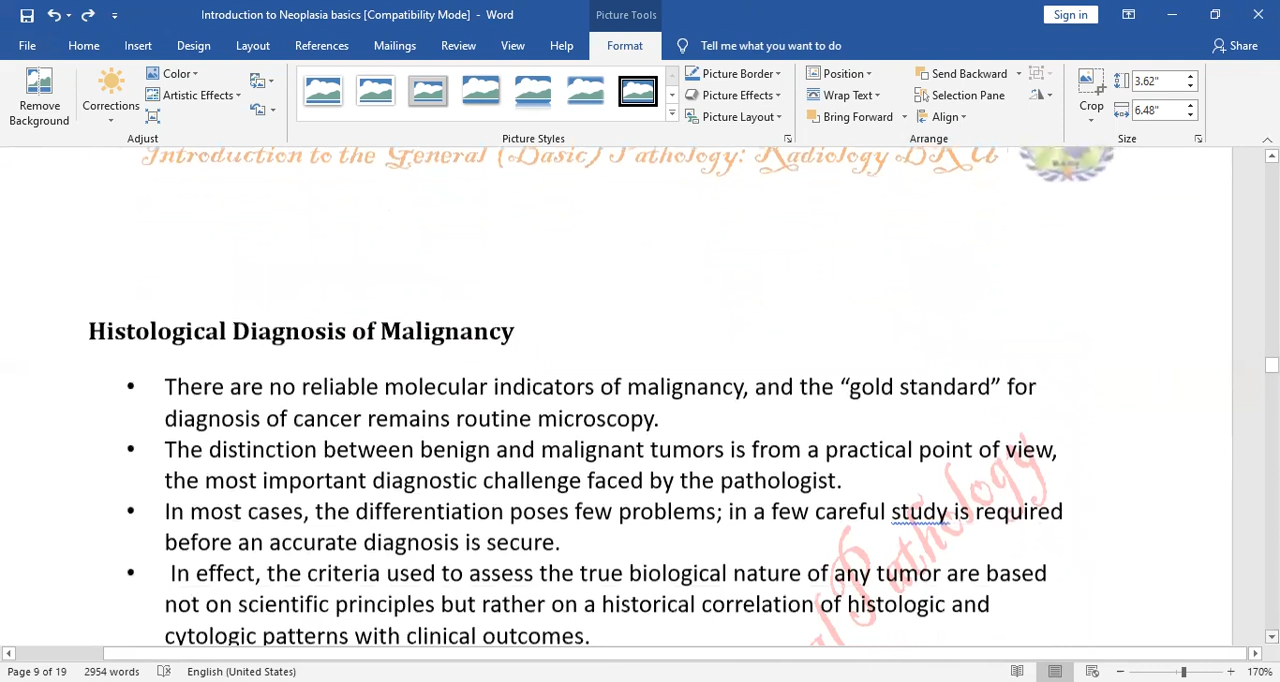 Introduction to Neoplasia basics [Compatibility Mode] - Word
Picture Tools
Sign in
File
Home
Insert
Design
Layout
References
Mailings
Review
View
Help
Format
Tell me what you want to do
Share
Remove Background
Corrections
Color
Artistic Effects
Adjust
Picture Styles
Picture Border
Picture Effects
Picture Layout
Position
Wrap Text
Bring Forward
Send Backward
Selection Pane
Align
Arrange
Crop
3.62"
6.48"
Size
Introduction to the General (Basic) Pathology: Radiology
Histological Diagnosis of Malignancy
• There are no reliable molecular indicators of malignancy, and the “gold standard” for
diagnosis of cancer remains routine microscopy.
• The distinction between benign and malignant tumors is from a practical point of view,
the most important diagnostic challenge faced by the pathologist.
• In most cases, the differentiation poses few problems; in a few careful study is required
before an accurate diagnosis is secure.
• In effect, the criteria used to assess the true biological nature of any tumor are based
not on scientific principles but rather on a historical correlation of histologic and
cytologic patterns with clinical outcomes.
Pathology
Page 9 of 19
2954 words
English (United States)
170%